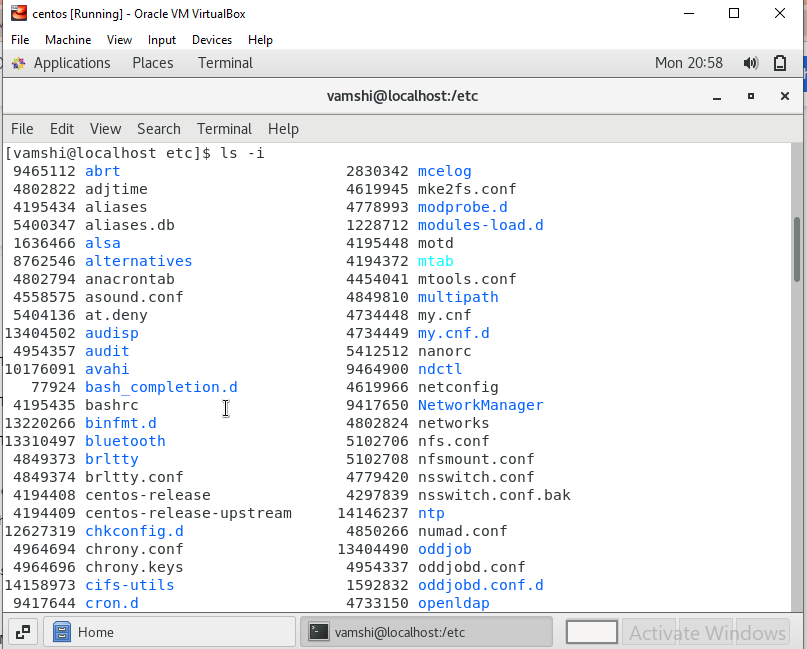 centos [Running] - Oracle VM VirtualBox
File Machine View Input Devices Help
Applications Places Terminal Mon 20:58
vamshi@localhost:/etc
File Edit View Search Terminal Help
[vamshi@localhost etc]$ ls -i
9465112 abrt 2830342 mcelog
4802822 adjtime 4619945 mke2fs.conf
4195434 aliases 4778993 modprobe.d
5400347 aliases.db 1228712 modules-load.d
1636466 alsa 4195448 motd
8762546 alternatives 4194372 mtab
4802794 anacrontab 4454041 mtools.conf
4558575 asound.conf 4849810 multipath
5404136 at.deny 4734448 my.cnf
13404502 audisp 4734449 my.cnf.d
4954357 audit 5412512 nanorc
10176091 avahi 9464900 ndctl
77924 bash_completion.d 4619966 netconfig
4195435 bashrc 9417650 NetworkManager
13220266 binfmt.d 4802824 networks
13310497 bluetooth 5102706 nfs.conf
4849373 brltty 5102708 nfsmount.conf
4849374 brltty.conf 4779420 nsswitch.conf
4194408 centos-release 4297839 nsswitch.conf.bak
4194409 centos-release-upstream 14146237 ntp
12627319 chkconfig.d 4850266 numad.conf
4964694 chrony.conf 13404490 oddjob
4964696 chrony.keys 4954337 oddjobd.conf
14158973 cifs-utils 1592832 oddjobd.conf.d
9417644 cron.d 4733150 openldap
Home vamshi@localhost:/etc Activate Windows